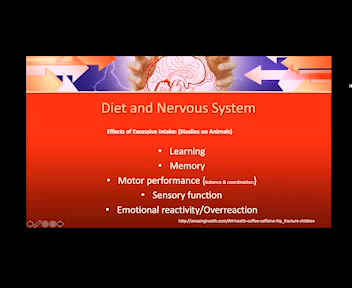 Diet and Nervous System
Effects of Excessive Intake: (Studies on Animals)
• Learning
• Memory
• Motor performance (balance & coordination)
• Sensory function
• Emotional reactivity/Overreaction